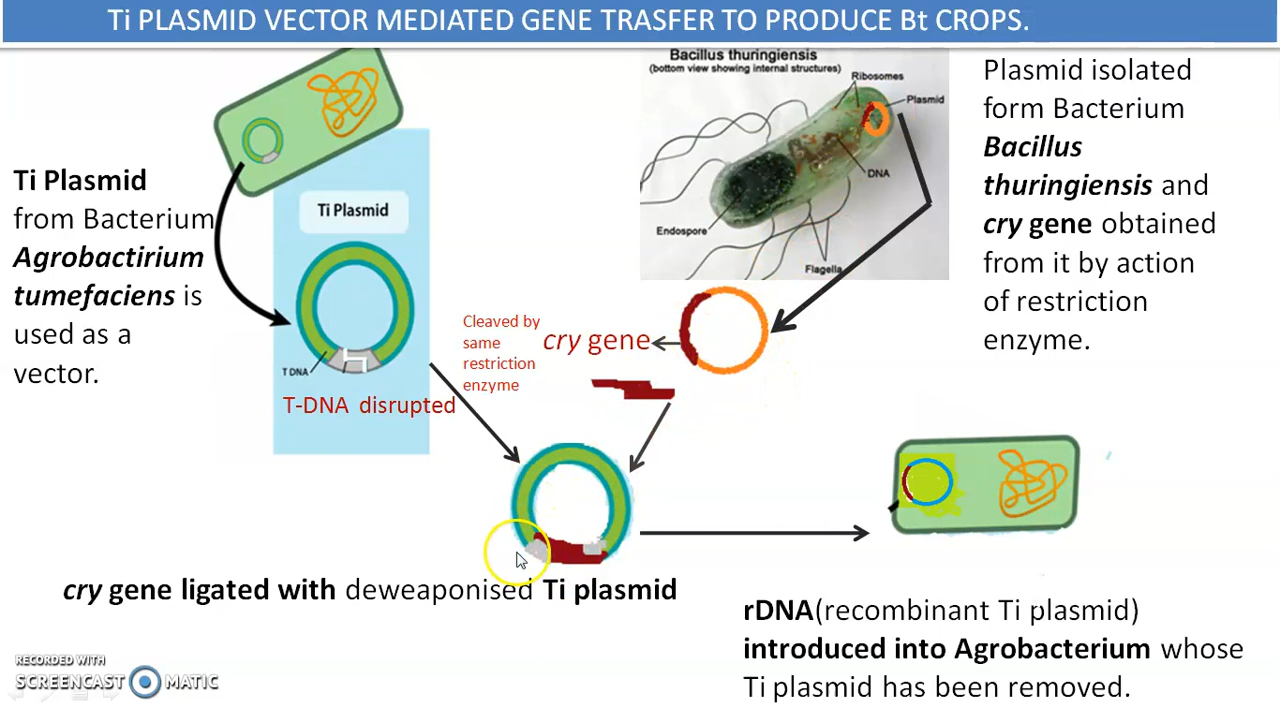 Ti PLASMID VECTOR MEDIATED GENE TRASFER TO PRODUCE Bt CROPS.
Ti Plasmid
from Bacterium
Agrobactirium
tumefaciens is
used as a
vector.
Ti Plasmid
T DNA
T-DNA disrupted
Bacillus thuringiensis
(bottom view showing internal structures)
Ribosomes
Plasmid
DNA
Endospore
Flagella
Plasmid isolated
form Bacterium
Bacillus
thuringiensis and
cry gene obtained
from it by action
of restriction
enzyme.
Cleaved by
same
restriction
enzyme
cry gene
cry gene ligated with deweaponised Ti plasmid
rDNA(recombinant Ti plasmid)
introduced into Agrobacterium whose
Ti plasmid has been removed.
RECORDED WITH
SCREENCAST MATIC